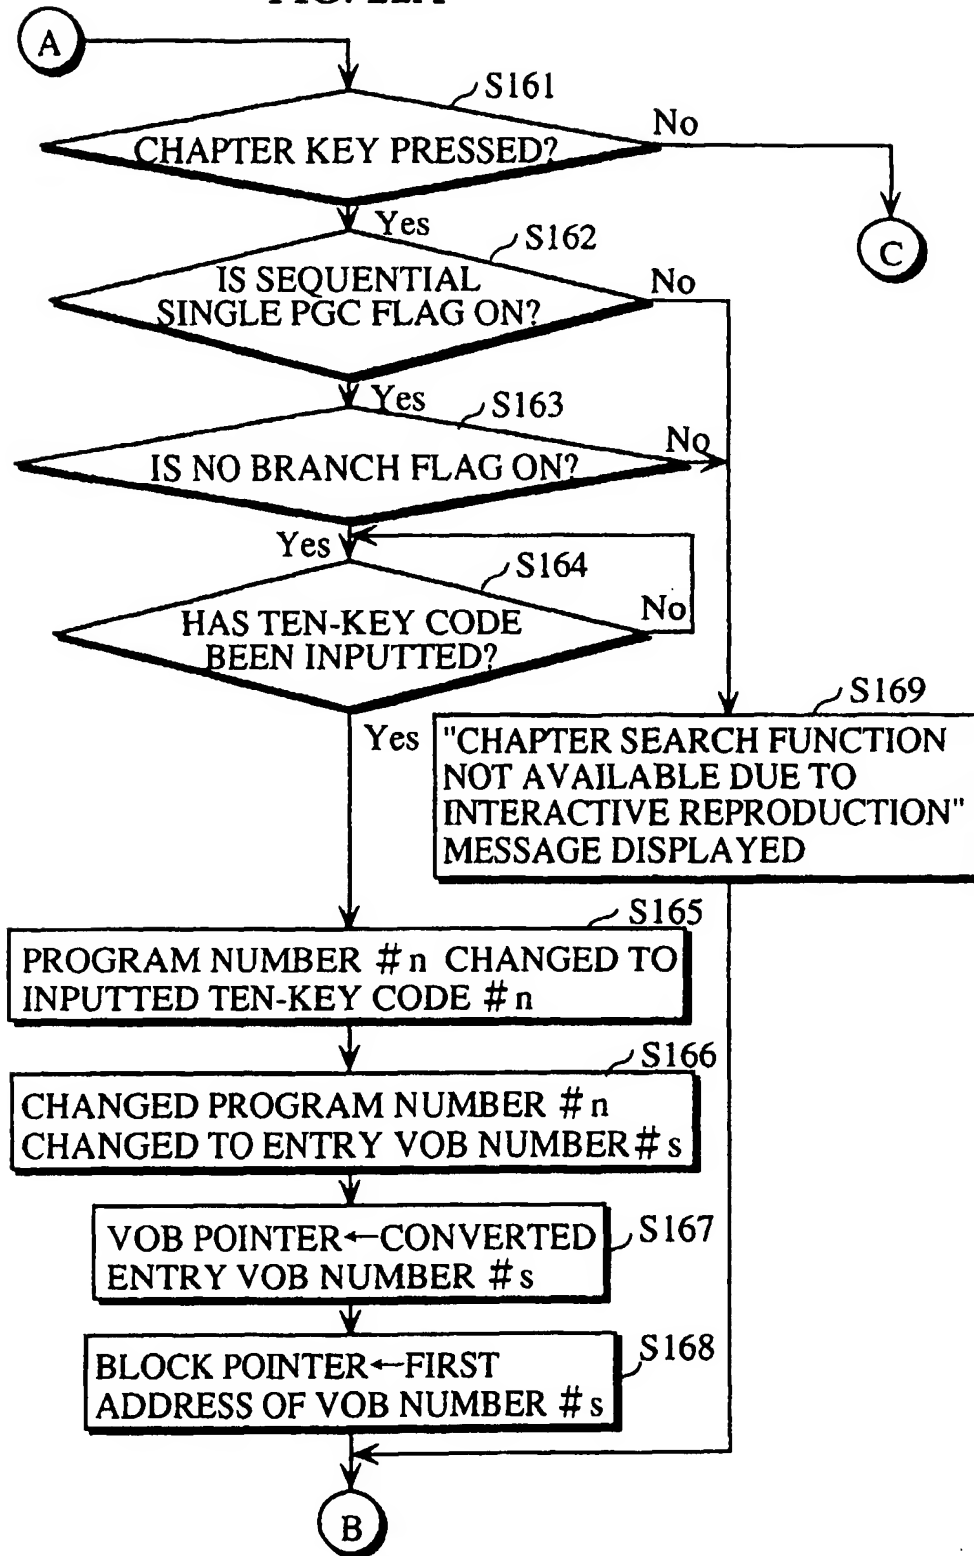 A
S161
CHAPTER KEY PRESSED?
No
C
Yes
S162
IS SEQUENTIAL
SINGLE PGC FLAG ON?
No
Yes
S163
IS NO BRANCH FLAG ON?
No
Yes
S164
HAS TEN-KEY CODE
BEEN INPUTTED?
No
Yes
S169
"CHAPTER SEARCH FUNCTION
NOT AVAILABLE DUE TO
INTERACTIVE REPRODUCTION"
MESSAGE DISPLAYED
S165
PROGRAM NUMBER #n CHANGED TO
INPUTTED TEN-KEY CODE #n
S166
CHANGED PROGRAM NUMBER #n
CHANGED TO ENTRY VOB NUMBER #s
S167
VOB POINTER←CONVERTED
ENTRY VOB NUMBER #s
S168
BLOCK POINTER←FIRST
ADDRESS OF VOB NUMBER #s
B